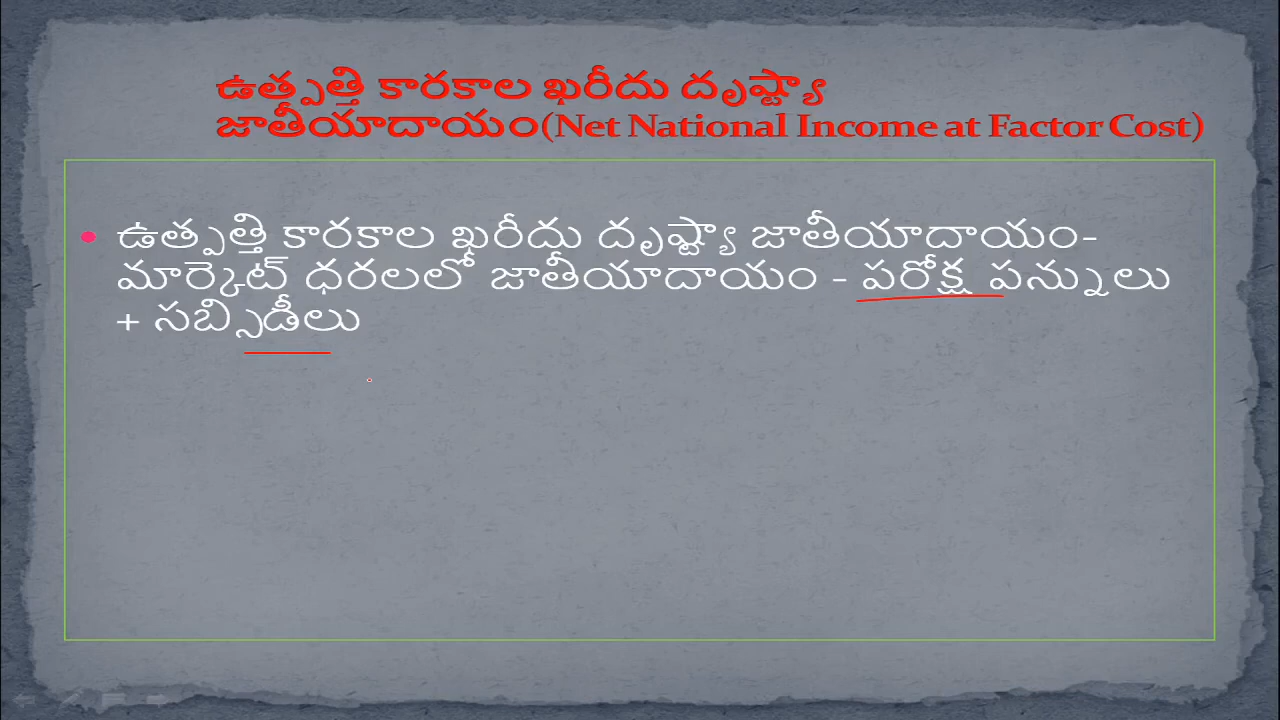 ఉత్పత్తి కారకాల ఖరీదు దృష్ట్యా
జాతీయాదాయం(Net National Income at Factor Cost)
ఉత్పత్తి కారకాల ఖరీదు దృష్ట్యా జాతీయాదాయం-
మార్కెట్ ధరలలో జాతీయాదాయం - పరోక్ష పన్నులు
+ సబ్సిడీలు